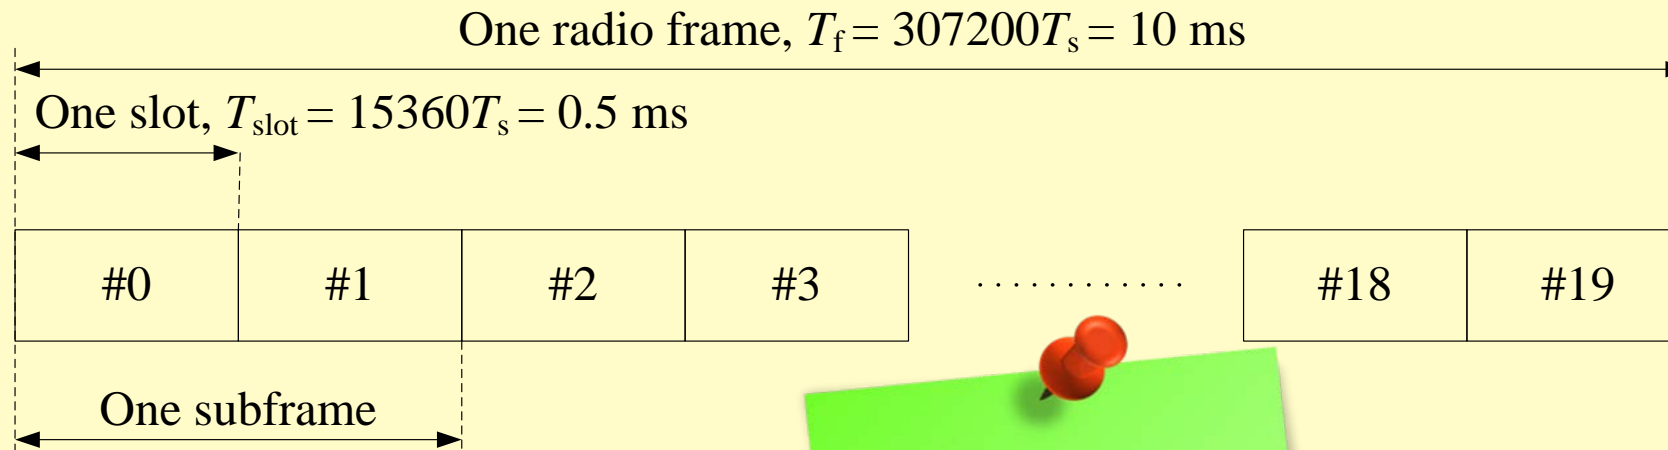 One radio frame, Tf = 307200Ts = 10 ms
One slot, Tslot = 15360Ts = 0.5 ms
#0 #1 #2 #3 ............ #18 #19
One subframe